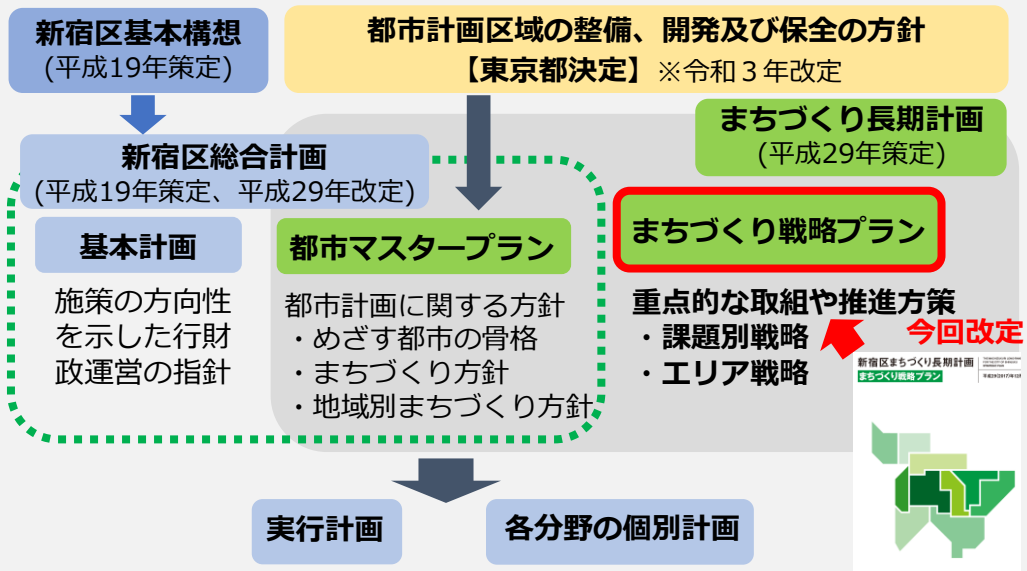 新宿区基本構想
(平成19年策定)
都市計画区域の整備、開発及び保全の方針
【東京都決定】※令和３年改定
まちづくり長期計画
(平成29年策定)
新宿区総合計画
(平成19年策定、平成29年改定)
基本計画
都市マスタープラン
まちづくり戦略プラン
施策の方向性
を示した行財
政運営の指針
都市計画に関する方針
・めざす都市の骨格
・まちづくり方針
・地域別まちづくり方針
重点的な取組や推進方策
・課題別戦略
・エリア戦略
今回改定
新宿区まちづくり長期計画
まちづくり戦略プラン
実行計画
各分野の個別計画